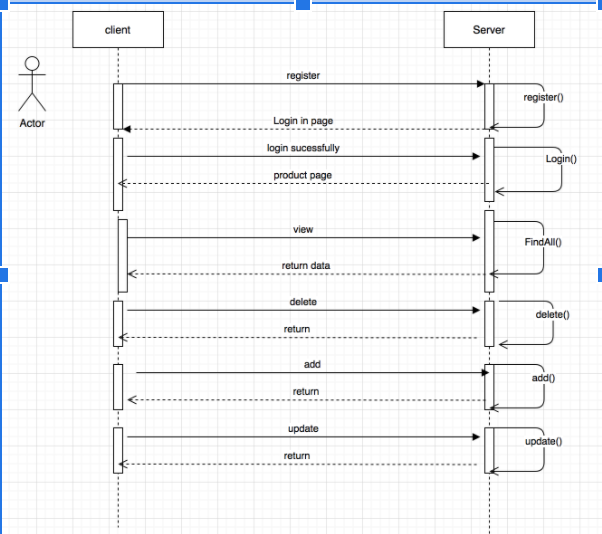 client
Server
Actor
register
register()
Login in page
login sucessfully
Login()
product page
view
FindAll()
return data
delete
delete()
return
add
add()
return
update
update()
return